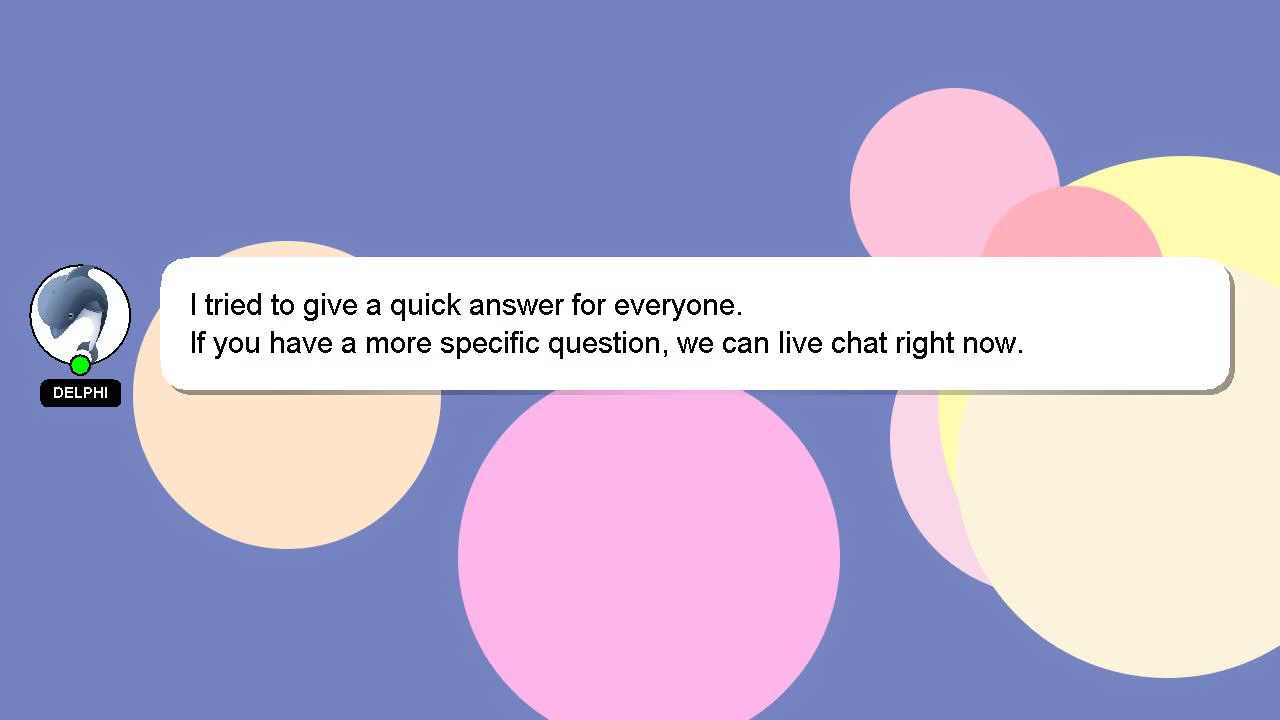 I tried to give a quick answer for everyone.
If you have a more specific question, we can live chat right now.
DELPHI